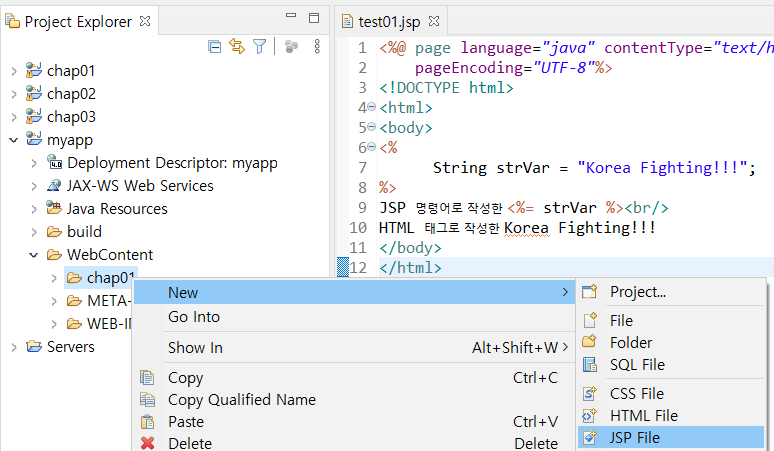 Project Explorer
chap01
chap02
chap03
myapp
Deployment Descriptor: myapp
JAX-WS Web Services
Java Resources
build
WebContent
chap01
META-
WEB-IN
Servers
test01.jsp
1 <%@ page language="java" contentType="text/h
2 pageEncoding="UTF-8"%>
3 <!DOCTYPE html>
4 <html>
5 <body>
6 <%
7 String strVar = "Korea Fighting!!!";
8 %>
9 JSP 명령어로 작성한 <%= strVar %><br/>
10 HTML 태그로 작성한 Korea Fighting!!!
11 </body>
12 </html>
New
Go Into
Show In Alt+Shift+W
Copy Ctrl+C
Copy Qualified Name
Paste Ctrl+V
Delete Delete
Project...
File
Folder
SQL File
CSS File
HTML File
JSP File